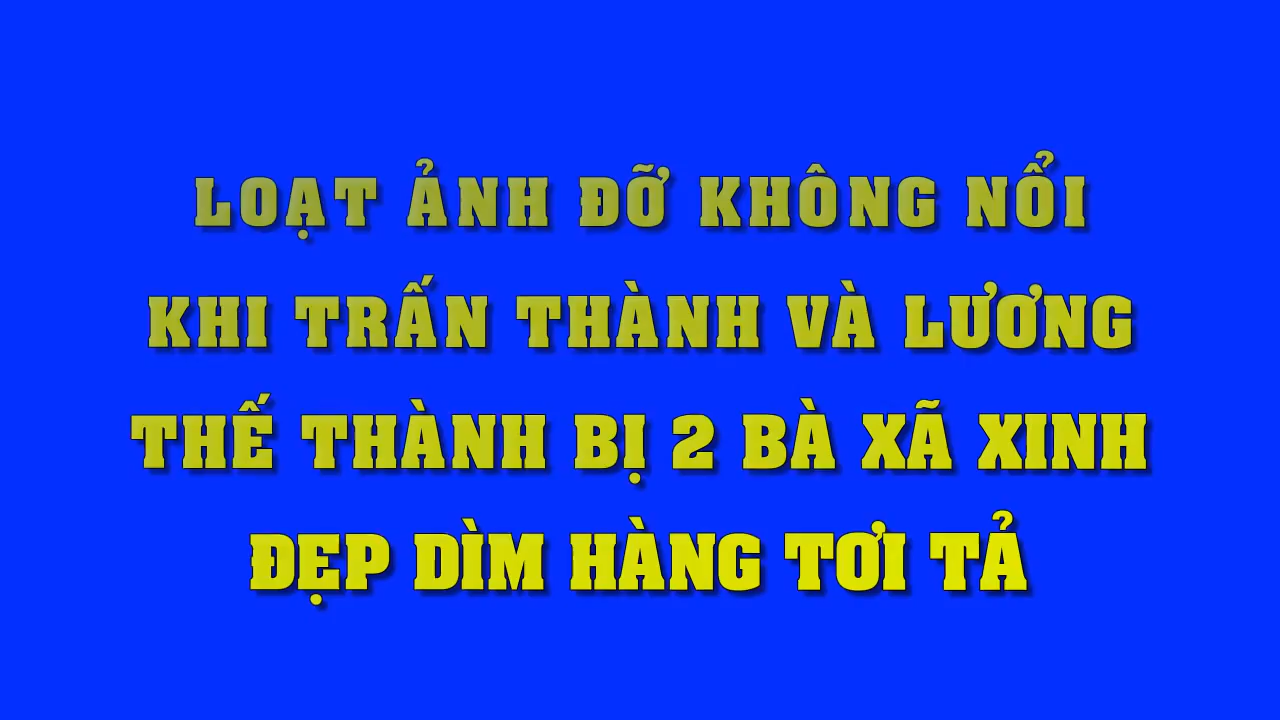 LOẠT ẢNH ĐỠ KHÔNG NỔI
KHI TRẤN THÀNH VÀ LƯƠNG
THẾ THÀNH BỊ 2 BÀ XÃ XINH
ĐẸP DÌM HÀNG TƠI TẢ